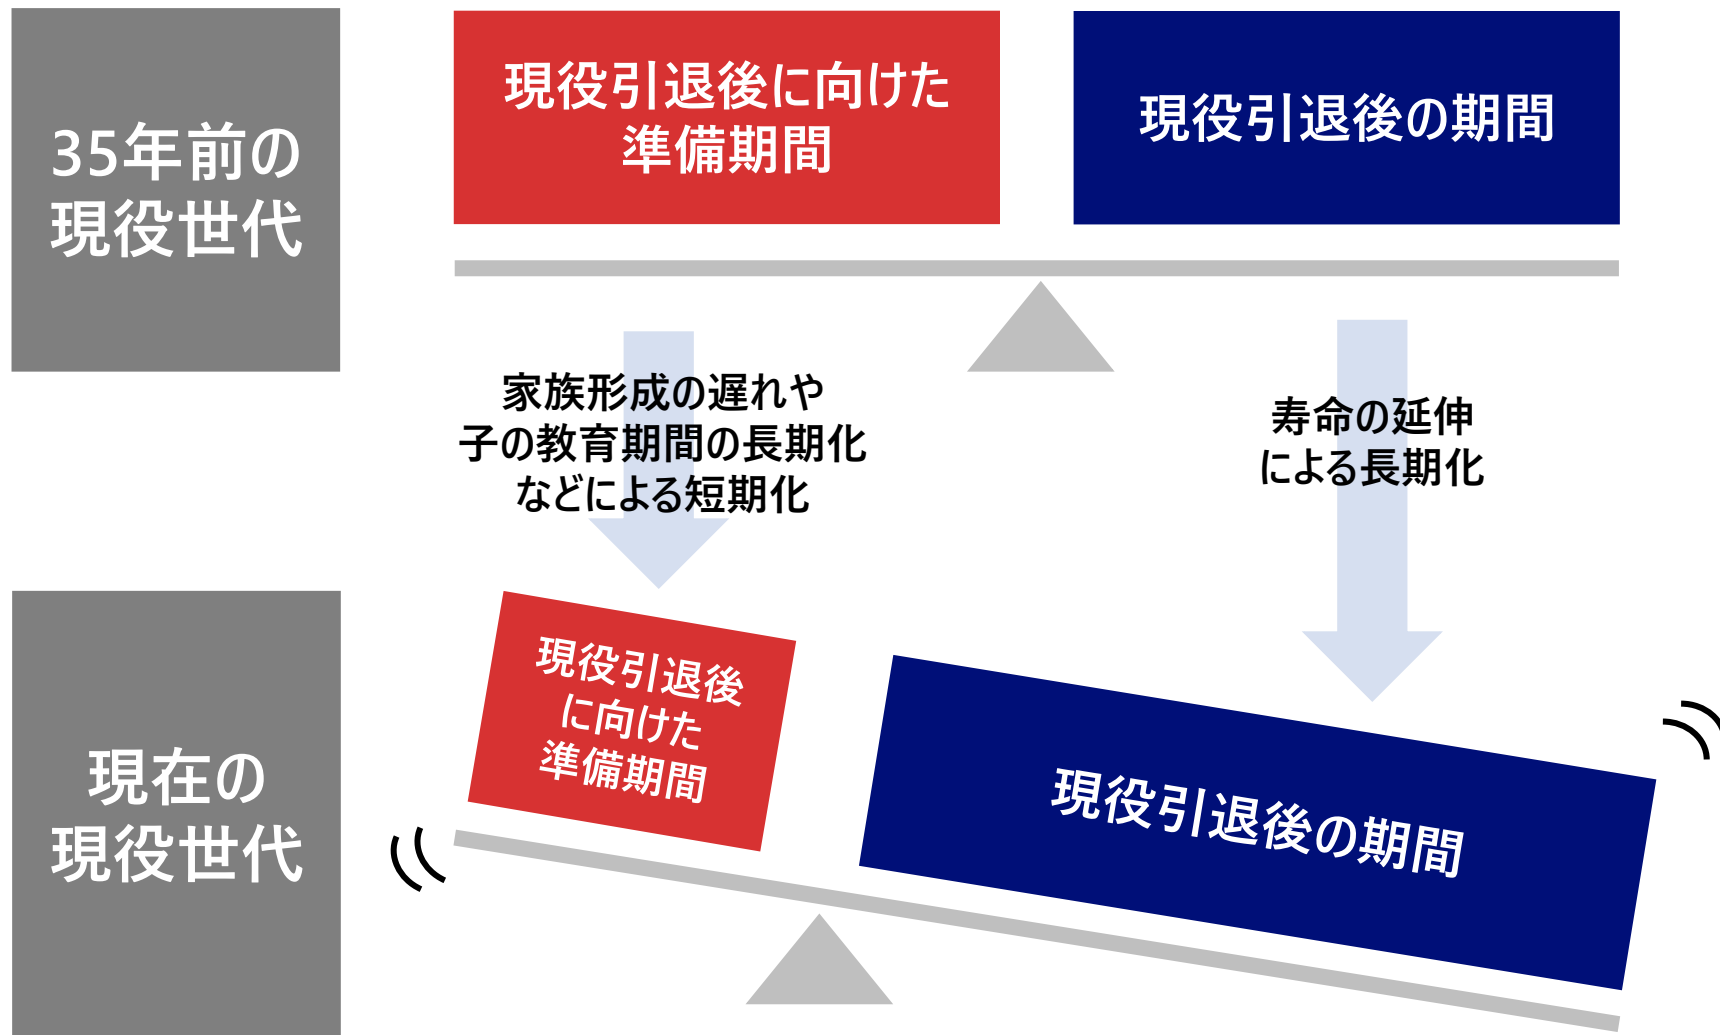 35年前の
現役世代
現役引退後に向けた
準備期間
現役引退後の期間
家族形成の遅れや
子の教育期間の長期化
などによる短期化
寿命の延伸
による長期化
現在の
現役世代
現役引退後
に向けた
準備期間
現役引退後の期間